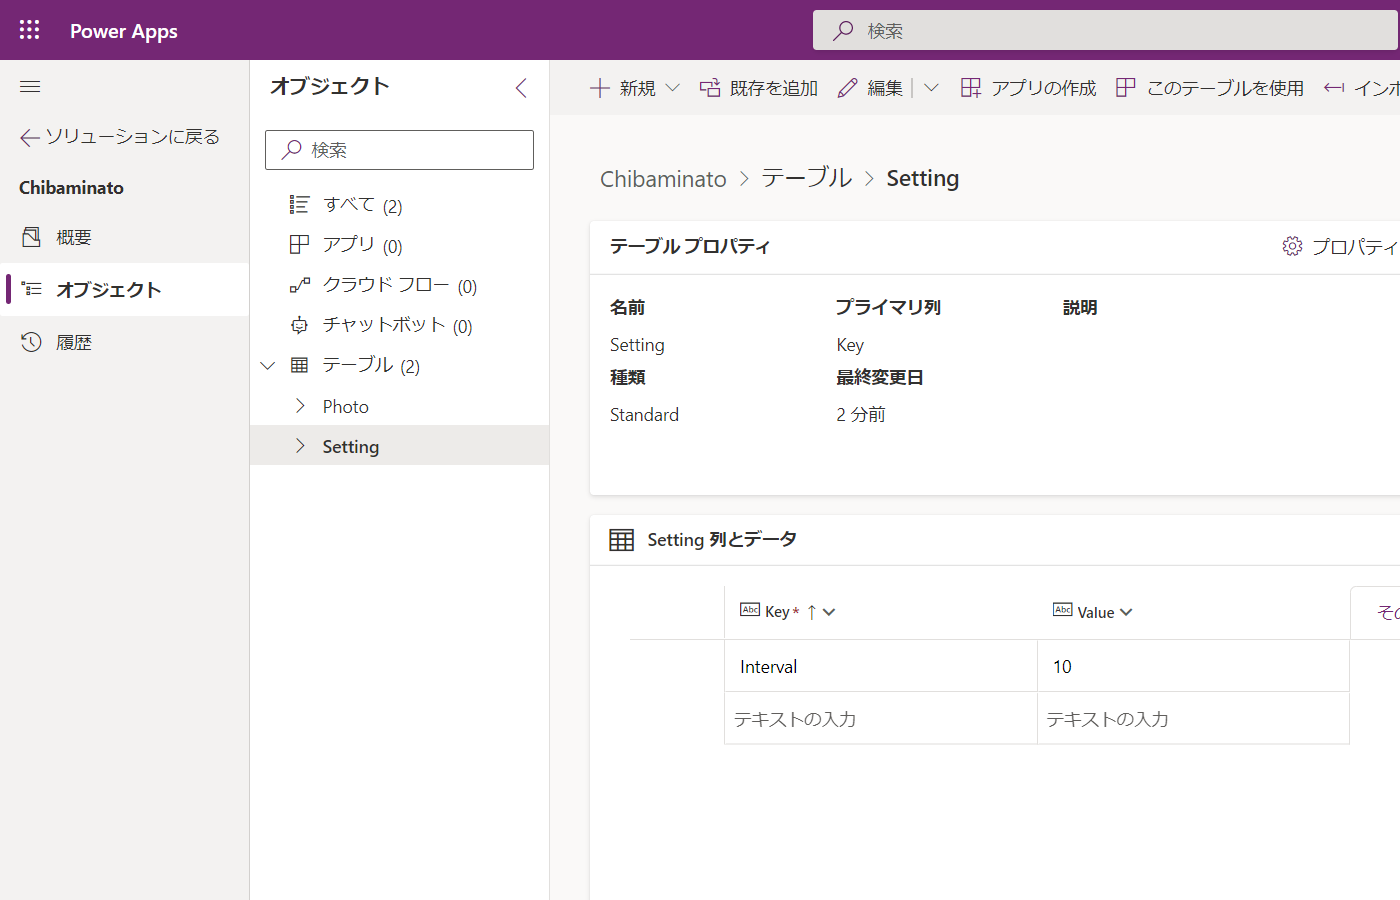 Power Apps
検索
ソリューションに戻る
Chibaminato
概要
オブジェクト
履歴
オブジェクト
検索
すべて (2)
アプリ (0)
クラウド フロー (0)
チャットボット (0)
テーブル (2)
Photo
Setting
新規 既存を追加 編集 アプリの作成 このテーブルを使用 インポ
Chibaminato > テーブル > Setting
テーブル プロパティ
プロパティ
名前 プライマリ列 説明
Setting Key
種類 最終変更日
Standard 2 分前
Setting 列とデータ
Abc Key * ↑ Abc Value その
Interval 10
テキストの入力 テキストの入力